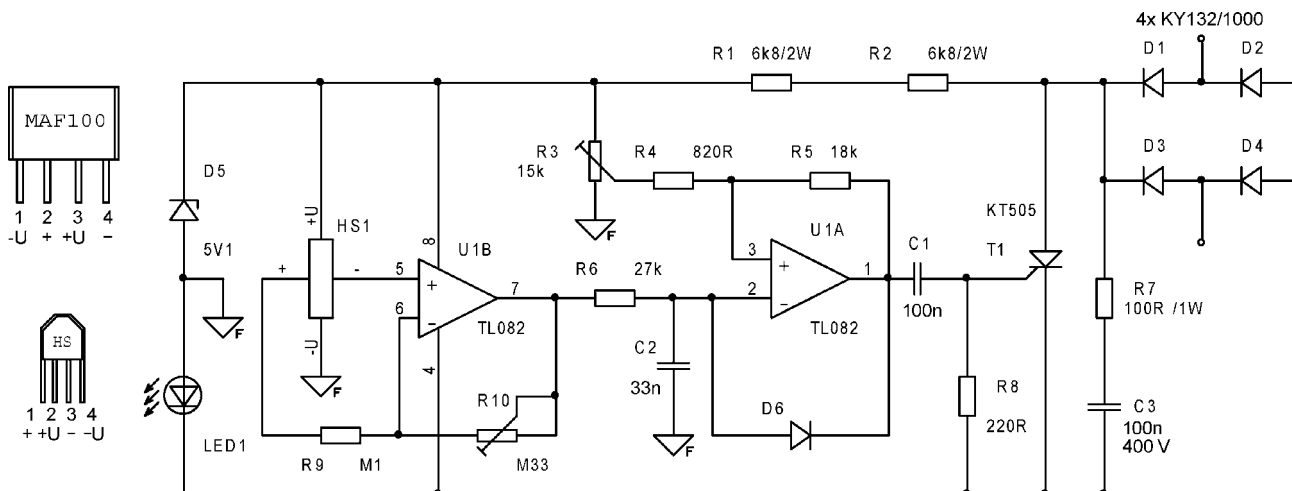 4x KY132/1000
R1 6k8/2W R2 6k8/2W D1 D2
MAF100
R3 15k R4 820R R5 18k D3 D4
D5
1 2 3 4
-U + +U -
KT505
+U
HS1 8 U1B U1A C1 T1
5V1 F
+ - 5 + 7 R6 27k 3 + 1
R7 100R /1W
6 - 2 -
F TL082 TL082 100n
HS
-U 4 C2
33n
F R10 D6 R8 220R C3 100n 400 V
1 2 3 4
+ +U - -U
LED1
R9 M1 M33 F